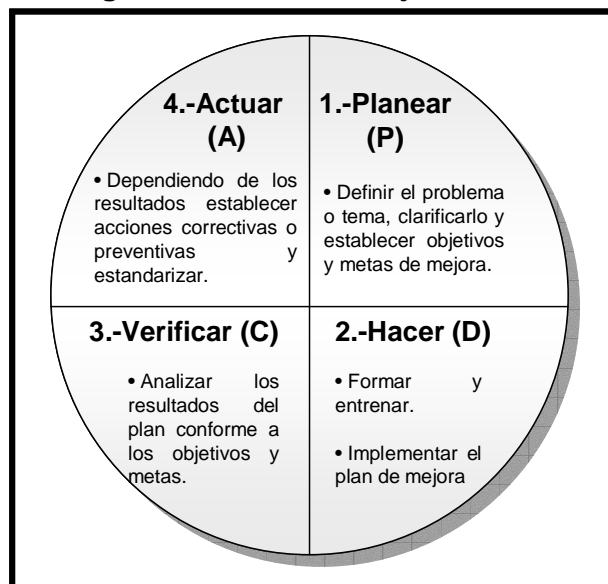 4.-Actuar
(A)
• Dependiendo de los
resultados establecer
acciones correctivas o
preventivas y
estandarizar.
1.-Planear
(P)
• Definir el problema
o tema, clarificarlo y
establecer objetivos
y metas de mejora.
3.-Verificar (C)
• Analizar los
resultados del
plan conforme a
los objetivos y
metas.
2.-Hacer (D)
• Formar y
entrenar.
• Implementar el
plan de mejora